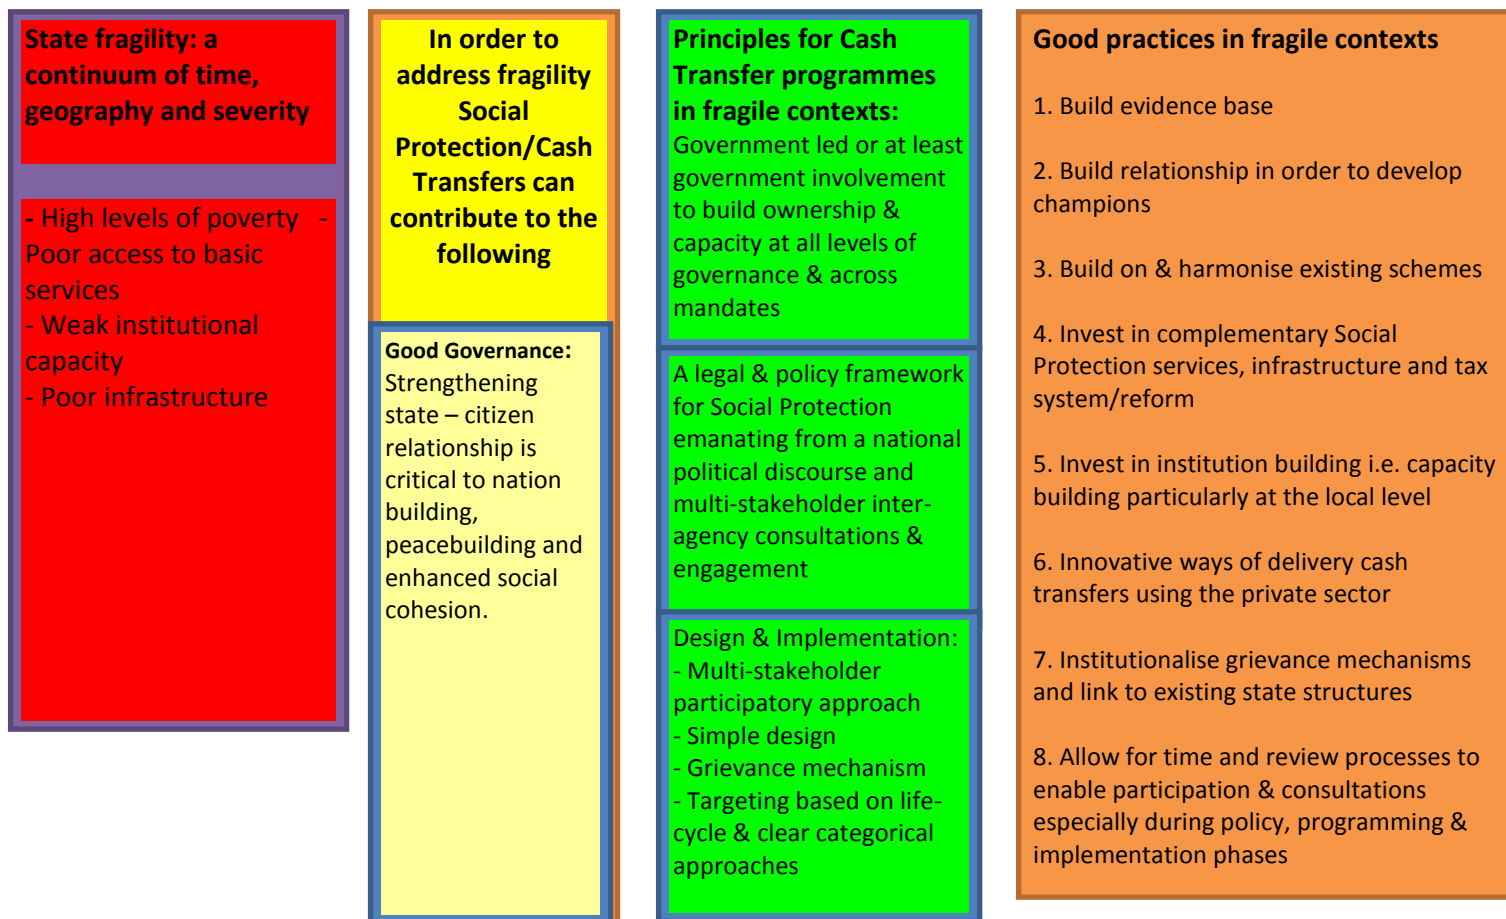 State fragility: a
continuum of time,
geography and severity
- High levels of poverty -
Poor access to basic
services
- Weak institutional
capacity
- Poor infrastructure
In order to
address fragility
Social
Protection/Cash
Transfers can
contribute to the
following
Good Governance:
Strengthening
state – citizen
relationship is
critical to nation
building,
peacebuilding and
enhanced social
cohesion.
Principles for Cash
Transfer programmes
in fragile contexts:
Government led or at least
government involvement
to build ownership &
capacity at all levels of
governance & across
mandates
A legal & policy framework
for Social Protection
emanating from a national
political discourse and
multi-stakeholder inter-
agency consultations &
engagement
Design & Implementation:
- Multi-stakeholder
participatory approach
- Simple design
- Grievance mechanism
- Targeting based on life-
cycle & clear categorical
approaches
Good practices in fragile contexts
1. Build evidence base
2. Build relationship in order to develop
champions
3. Build on & harmonise existing schemes
4. Invest in complementary Social
Protection services, infrastructure and tax
system/reform
5. Invest in institution building i.e. capacity
building particularly at the local level
6. Innovative ways of delivery cash
transfers using the private sector
7. Institutionalise grievance mechanisms
and link to existing state structures
8. Allow for time and review processes to
enable participation & consultations
especially during policy, programming &
implementation phases